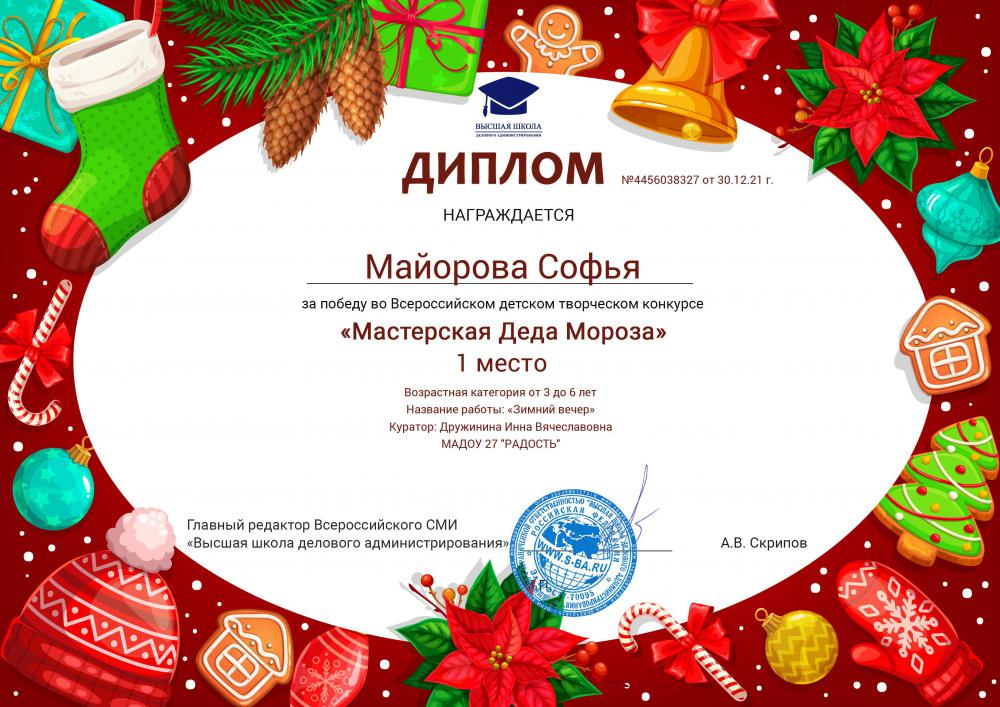 ВЫСШАЯ ШКОЛА
ДЕЛОВОГО АДМИНИСТРИРОВАНИЯ
ДИПЛОМ
№4456038327 от 30.12.21 г.
НАГРАЖДАЕТСЯ
Майорова Софья
за победу во Всероссийском детском творческом конкурсе
«Мастерская Деда Мороза»
1 место
Возрастная категория от 3 до 6 лет
Название работы: «Зимний вечер»
Куратор: Дружинина Инна Вячеславовна
МАДОУ 27 "РАДОСТЬ"
Главный редактор Всероссийского СМИ
«Высшая школа делового администрирования»
А.В. Скрипов
РОССИЙСКАЯ ФЕДЕРАЦИЯ
WWW.S-BA.RU